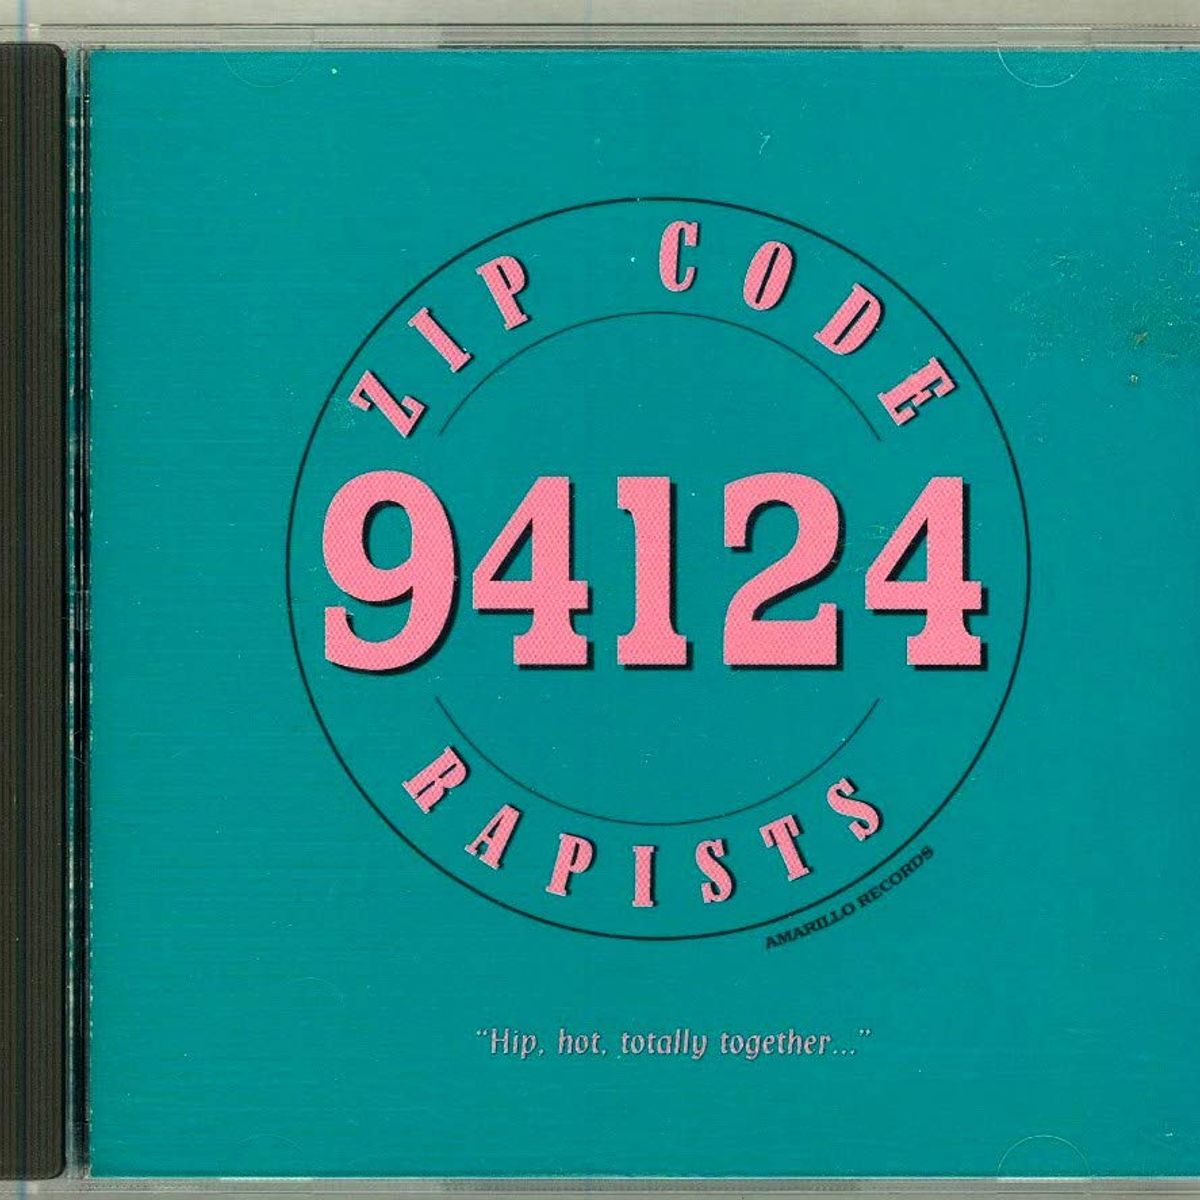 ZIP CODE
94124
RAPISTS
AMARILLO RECORDS
“Hip, hot, totally together...”